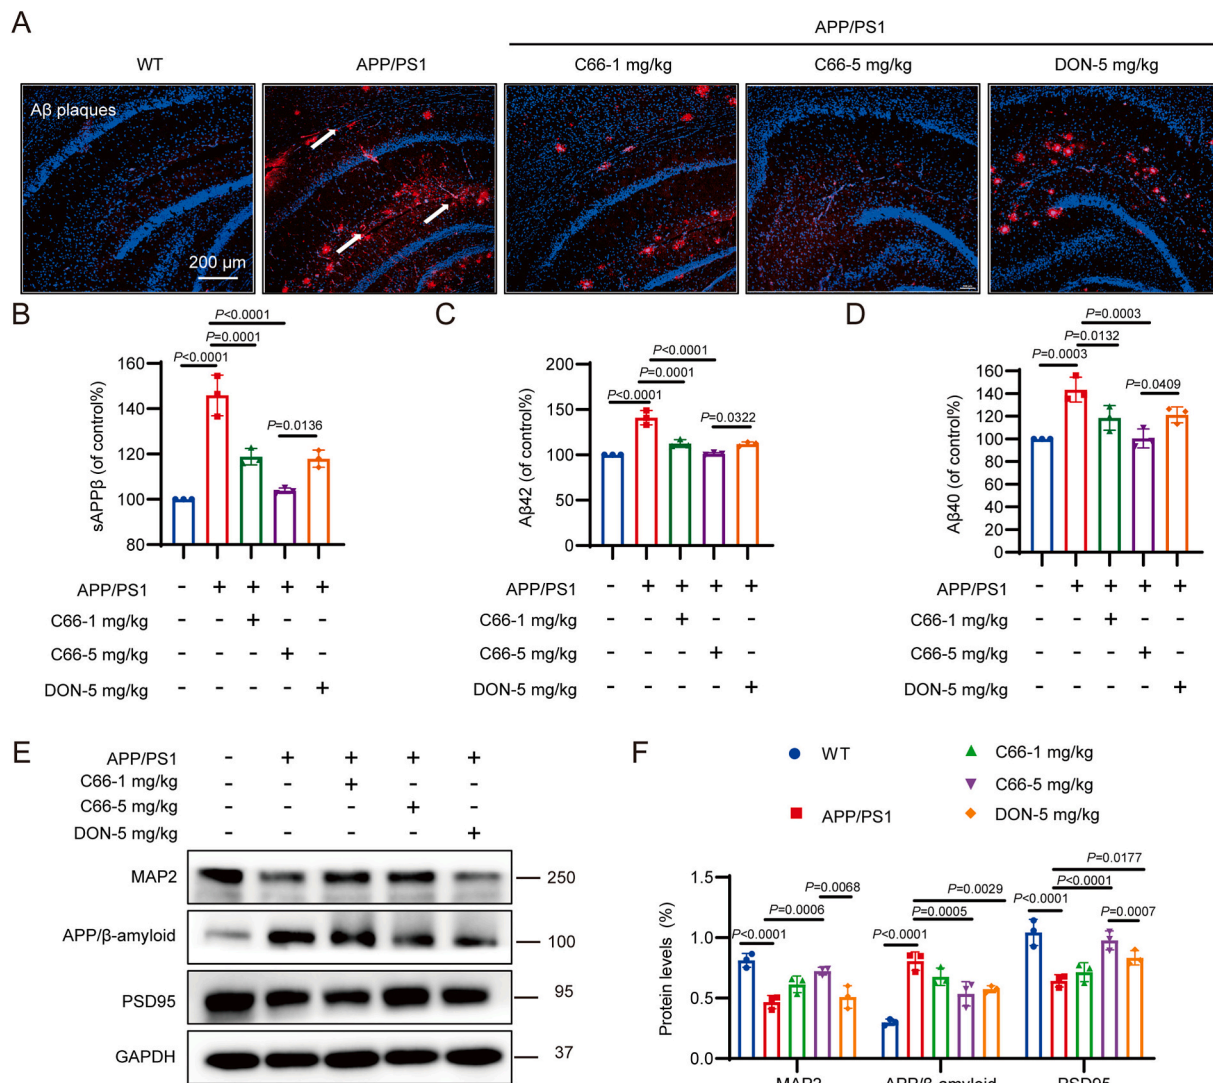 A
APP/PS1
WT
APP/PS1
C66-1 mg/kg
C66-5 mg/kg
DON-5 mg/kg
Aβ plaques
200 μm
B
P<0.0001
P=0.0001
P<0.0001
P=0.0136
sAPPβ (of control%)
160
140
120
100
80
APP/PS1 - + + + +
C66-1 mg/kg - - + - -
C66-5 mg/kg - - - + -
DON-5 mg/kg - - - - +
C
P<0.0001
P=0.0001
P<0.0001
P=0.0322
Aβ42 (of control%)
200
150
100
50
0
APP/PS1 - + + + +
C66-1 mg/kg - - + - -
C66-5 mg/kg - - - + -
DON-5 mg/kg - - - - +
D
P=0.0003
P=0.0132
P=0.0003
P=0.0409
Aβ40 (of control%)
160
140
120
100
80
60
40
20
0
APP/PS1 - + + + +
C66-1 mg/kg - - + - -
C66-5 mg/kg - - - + -
DON-5 mg/kg - - - - +
E
APP/PS1 - + + + +
C66-1 mg/kg - - + - -
C66-5 mg/kg - - - + -
DON-5 mg/kg - - - - +
MAP2 250
APP/β-amyloid 100
PSD95 95
GAPDH 37
F
WT
APP/PS1
C66-1 mg/kg
C66-5 mg/kg
DON-5 mg/kg
P=0.0177
P=0.0068
P<0.0001
P=0.0029
P=0.0006
P=0.0005
P<0.0001
P<0.0001
P<0.0001
P=0.0007
Protein levels (%)
1.5
1.0
0.5
0.0
MAP2 APP/β-amyloid PSD95